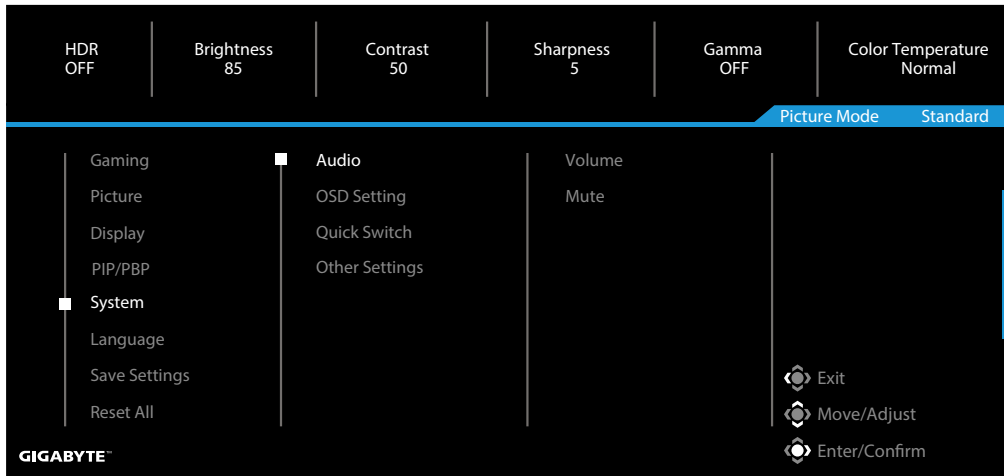 HDR Brightness Contrast Sharpness Gamma Color Temperature
OFF 85 50 5 OFF Normal
Picture Mode Standard
Gaming Audio Volume
Picture OSD Setting Mute
Display Quick Switch
PIP/PBP Other Settings
System
Language
Save Settings Exit
Reset All Move/Adjust
GIGABYTE™ Enter/Confirm